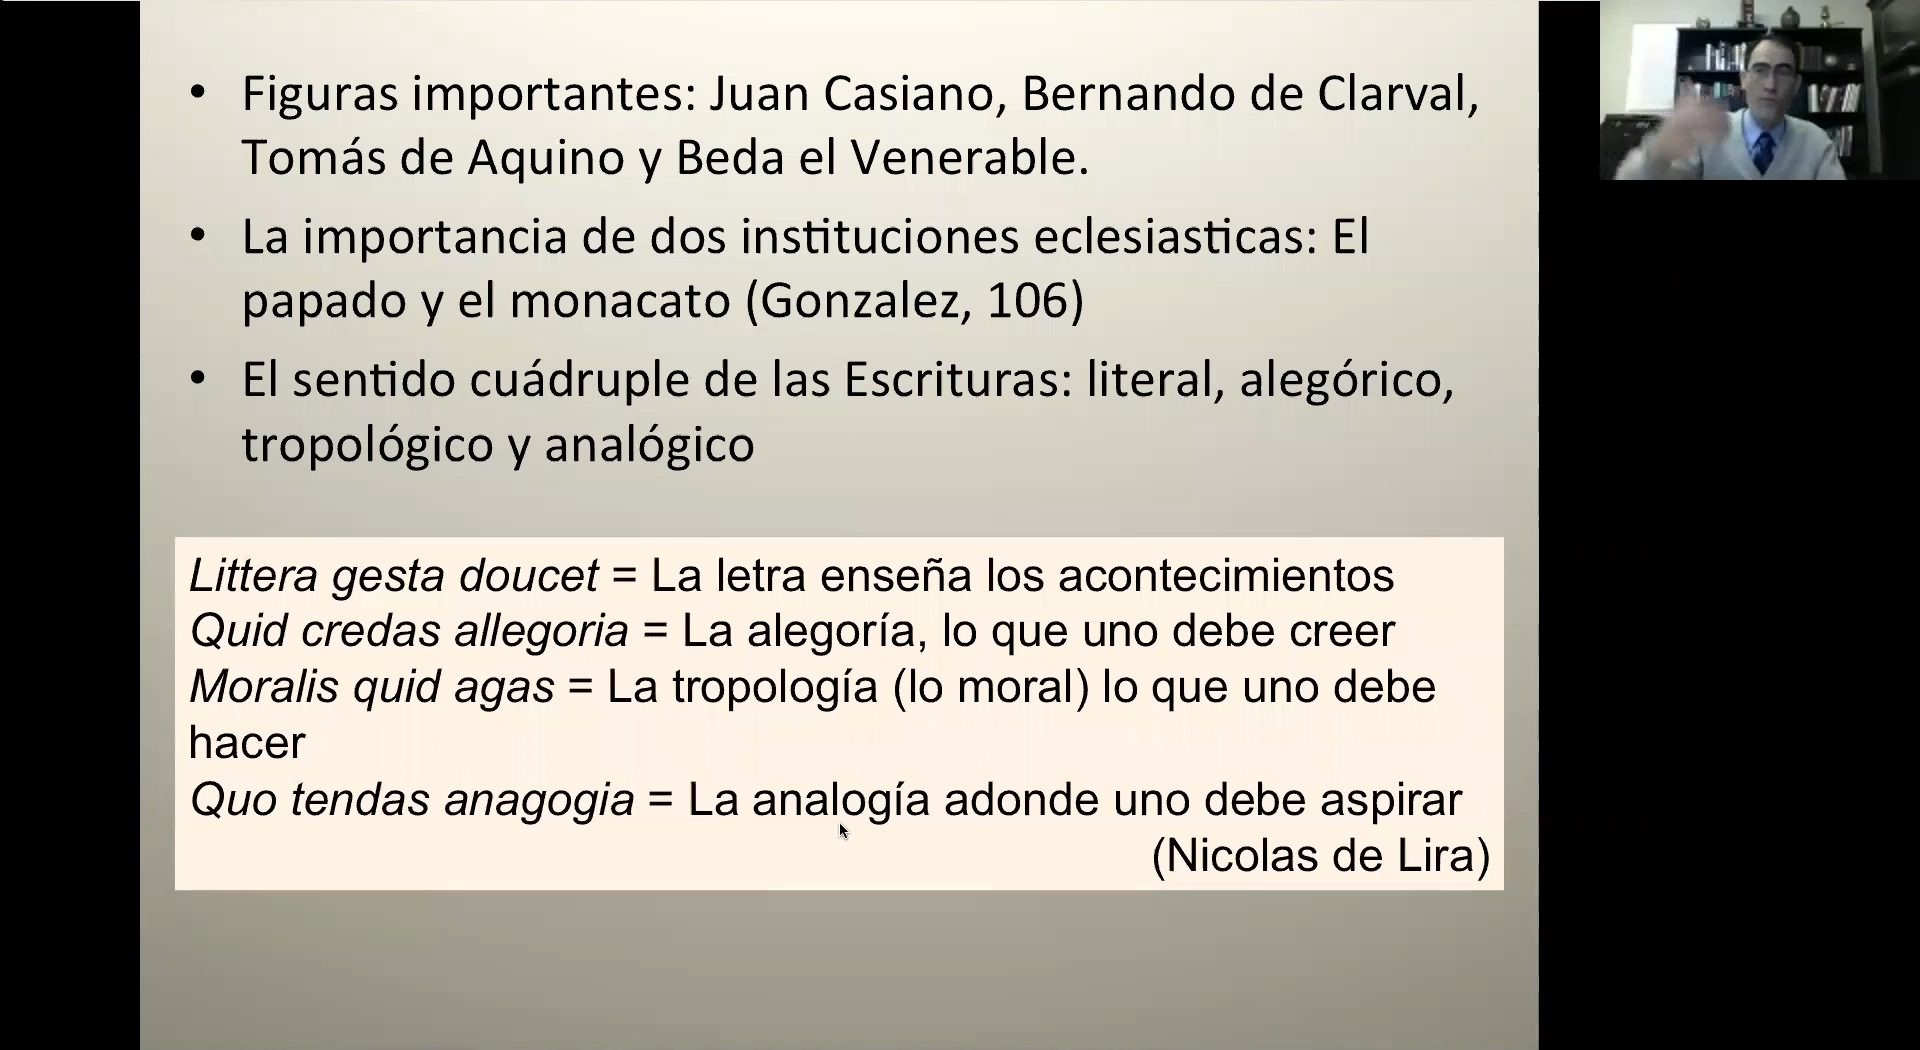 • Figuras importantes: Juan Casiano, Bernando de Clarval,
Tomás de Aquino y Beda el Venerable.
• La importancia de dos instituciones eclesiasticas: El
papado y el monacato (Gonzalez, 106)
• El sentido cuádruple de las Escrituras: literal, alegórico,
tropológico y analógico
Littera gesta doucet = La letra enseña los acontecimientos
Quid credas allegoria = La alegoría, lo que uno debe creer
Moralis quid agas = La tropología (lo moral) lo que uno debe
hacer
Quo tendas anagogia = La analogía adonde uno debe aspirar
(Nicolas de Lira)